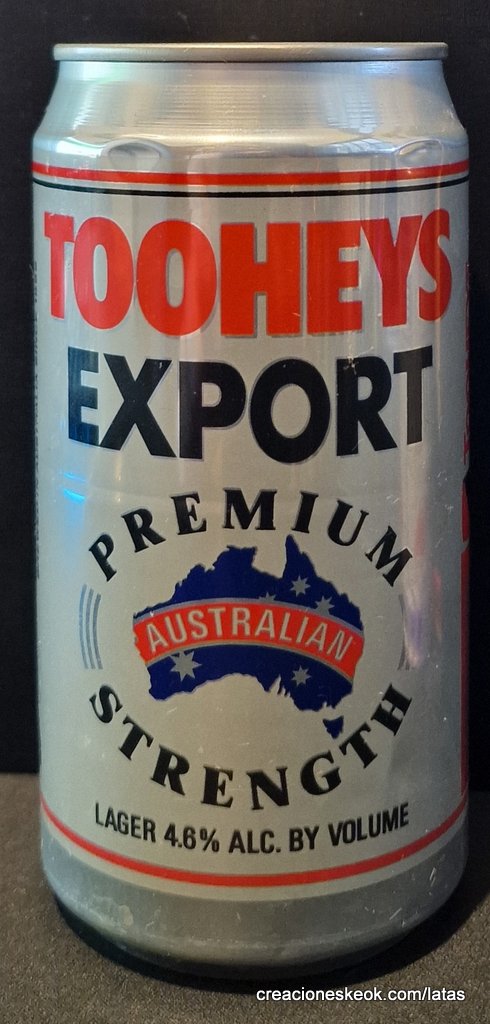 TOOHEYS
EXPORT
PREMIUM
AUSTRALIAN
STRENGTH
LAGER 4.6% ALC. BY VOLUME
creacioneskeok.com/latas